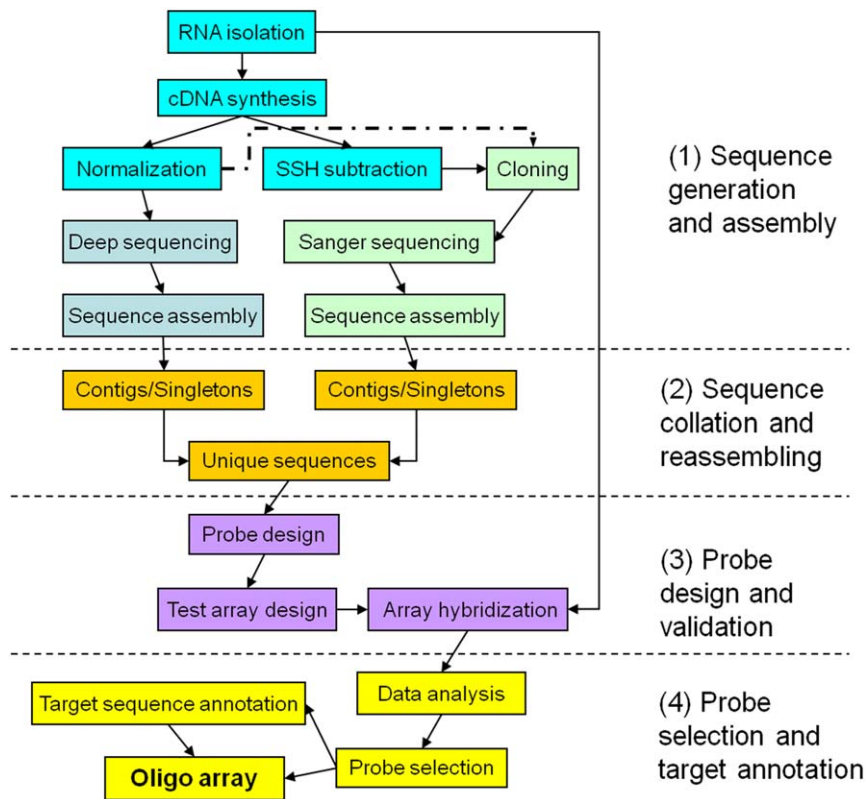 RNA isolation
cDNA synthesis
Normalization
SSH subtraction
Cloning
(1) Sequence
generation
and assembly
Deep sequencing
Sanger sequencing
Sequence assembly
Sequence assembly
Contigs/Singletons
Contigs/Singletons
(2) Sequence
collation and
reassembling
Unique sequences
Probe design
(3) Probe
design and
validation
Test array design
Array hybridization
Data analysis
Target sequence annotation
(4) Probe
selection and
target annotation
Oligo array
Probe selection